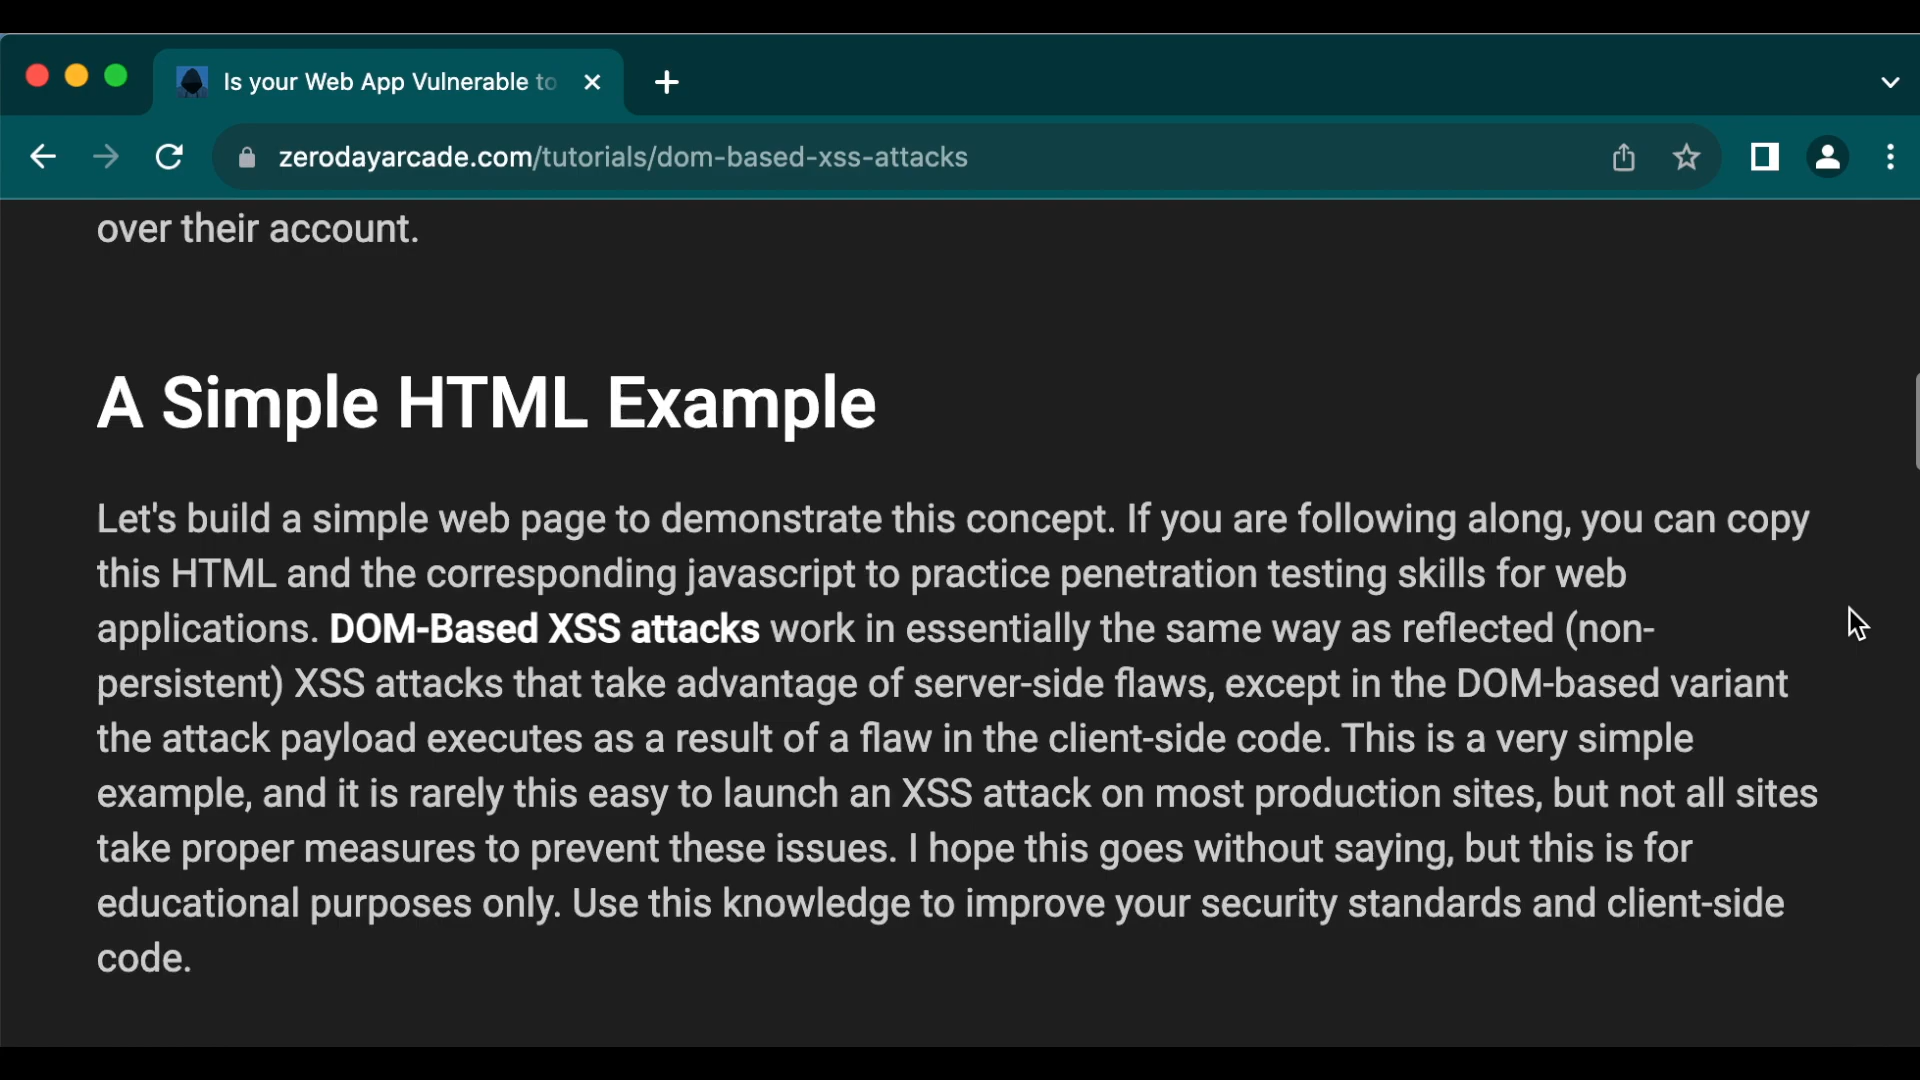 Is your Web App Vulnerable to
zerodayarcade.com/tutorials/dom-based-xss-attacks
over their account.
A Simple HTML Example
Let's build a simple web page to demonstrate this concept. If you are following along, you can copy
this HTML and the corresponding javascript to practice penetration testing skills for web
applications. DOM-Based XSS attacks work in essentially the same way as reflected (non-
persistent) XSS attacks that take advantage of server-side flaws, except in the DOM-based variant
the attack payload executes as a result of a flaw in the client-side code. This is a very simple
example, and it is rarely this easy to launch an XSS attack on most production sites, but not all sites
take proper measures to prevent these issues. I hope this goes without saying, but this is for
educational purposes only. Use this knowledge to improve your security standards and client-side
code.